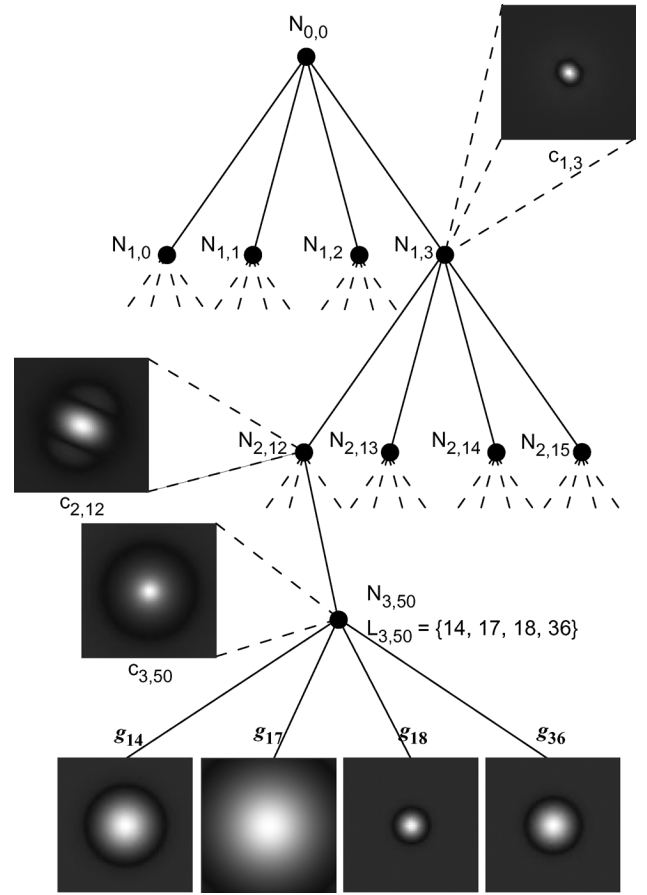 N0,0
c1,3
N1,0 N1,1 N1,2 N1,3
N2,12 N2,13 N2,14 N2,15
c2,12
N3,50
L3,50 = {14, 17, 18, 36}
c3,50
g14 g17 g18 g36